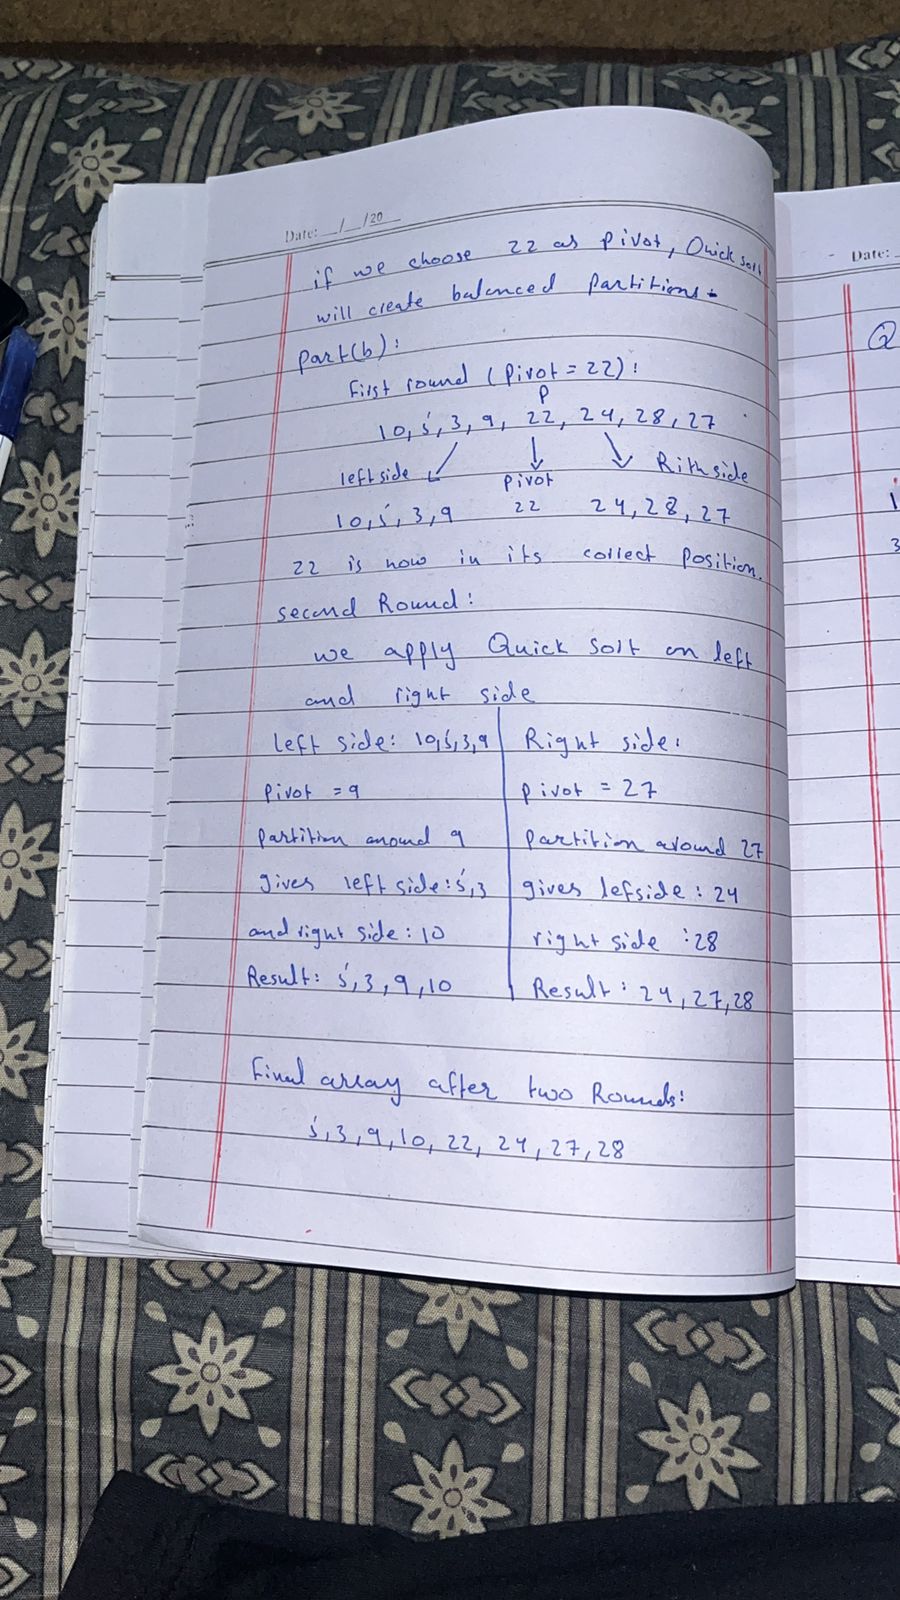 Date: __/__/20__
if we choose 22 as pivot, Quick sort
will create balanced partitions.
Part(b):
First round (Pivot = 22):
P
10, 5, 3, 9, 22, 24, 28, 27
left side Pivot Rith side
10, 5, 3, 9 22 24, 28, 27
22 is now in its correct position.
second Round:
we apply Quick sort on left
and right side
Left side: 10,5,3,9
Pivot = 9
Partition around 9
gives left side: 5,3
and right side: 10
Result: 5,3,9,10
Right side:
pivot = 27
Partition around 27
gives lefside: 24
right side :28
Result: 24,27,28
Final array after two Rounds:
5,3,9,10, 22, 24, 27, 28
Date:
Q
1
3